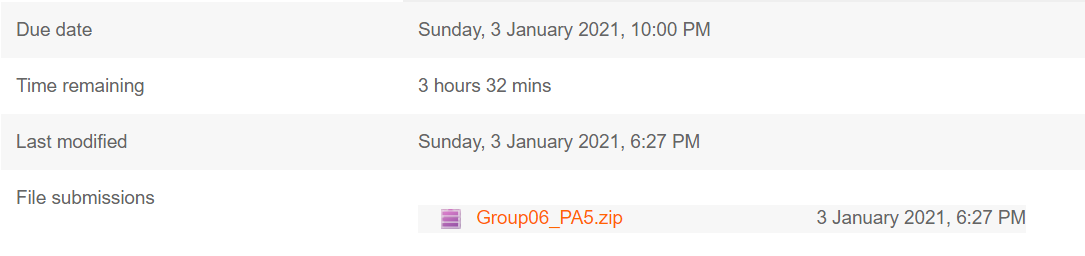 Due date Sunday, 3 January 2021, 10:00 PM
Time remaining 3 hours 32 mins
Last modified Sunday, 3 January 2021, 6:27 PM
File submissions
Group06_PA5.zip 3 January 2021, 6:27 PM